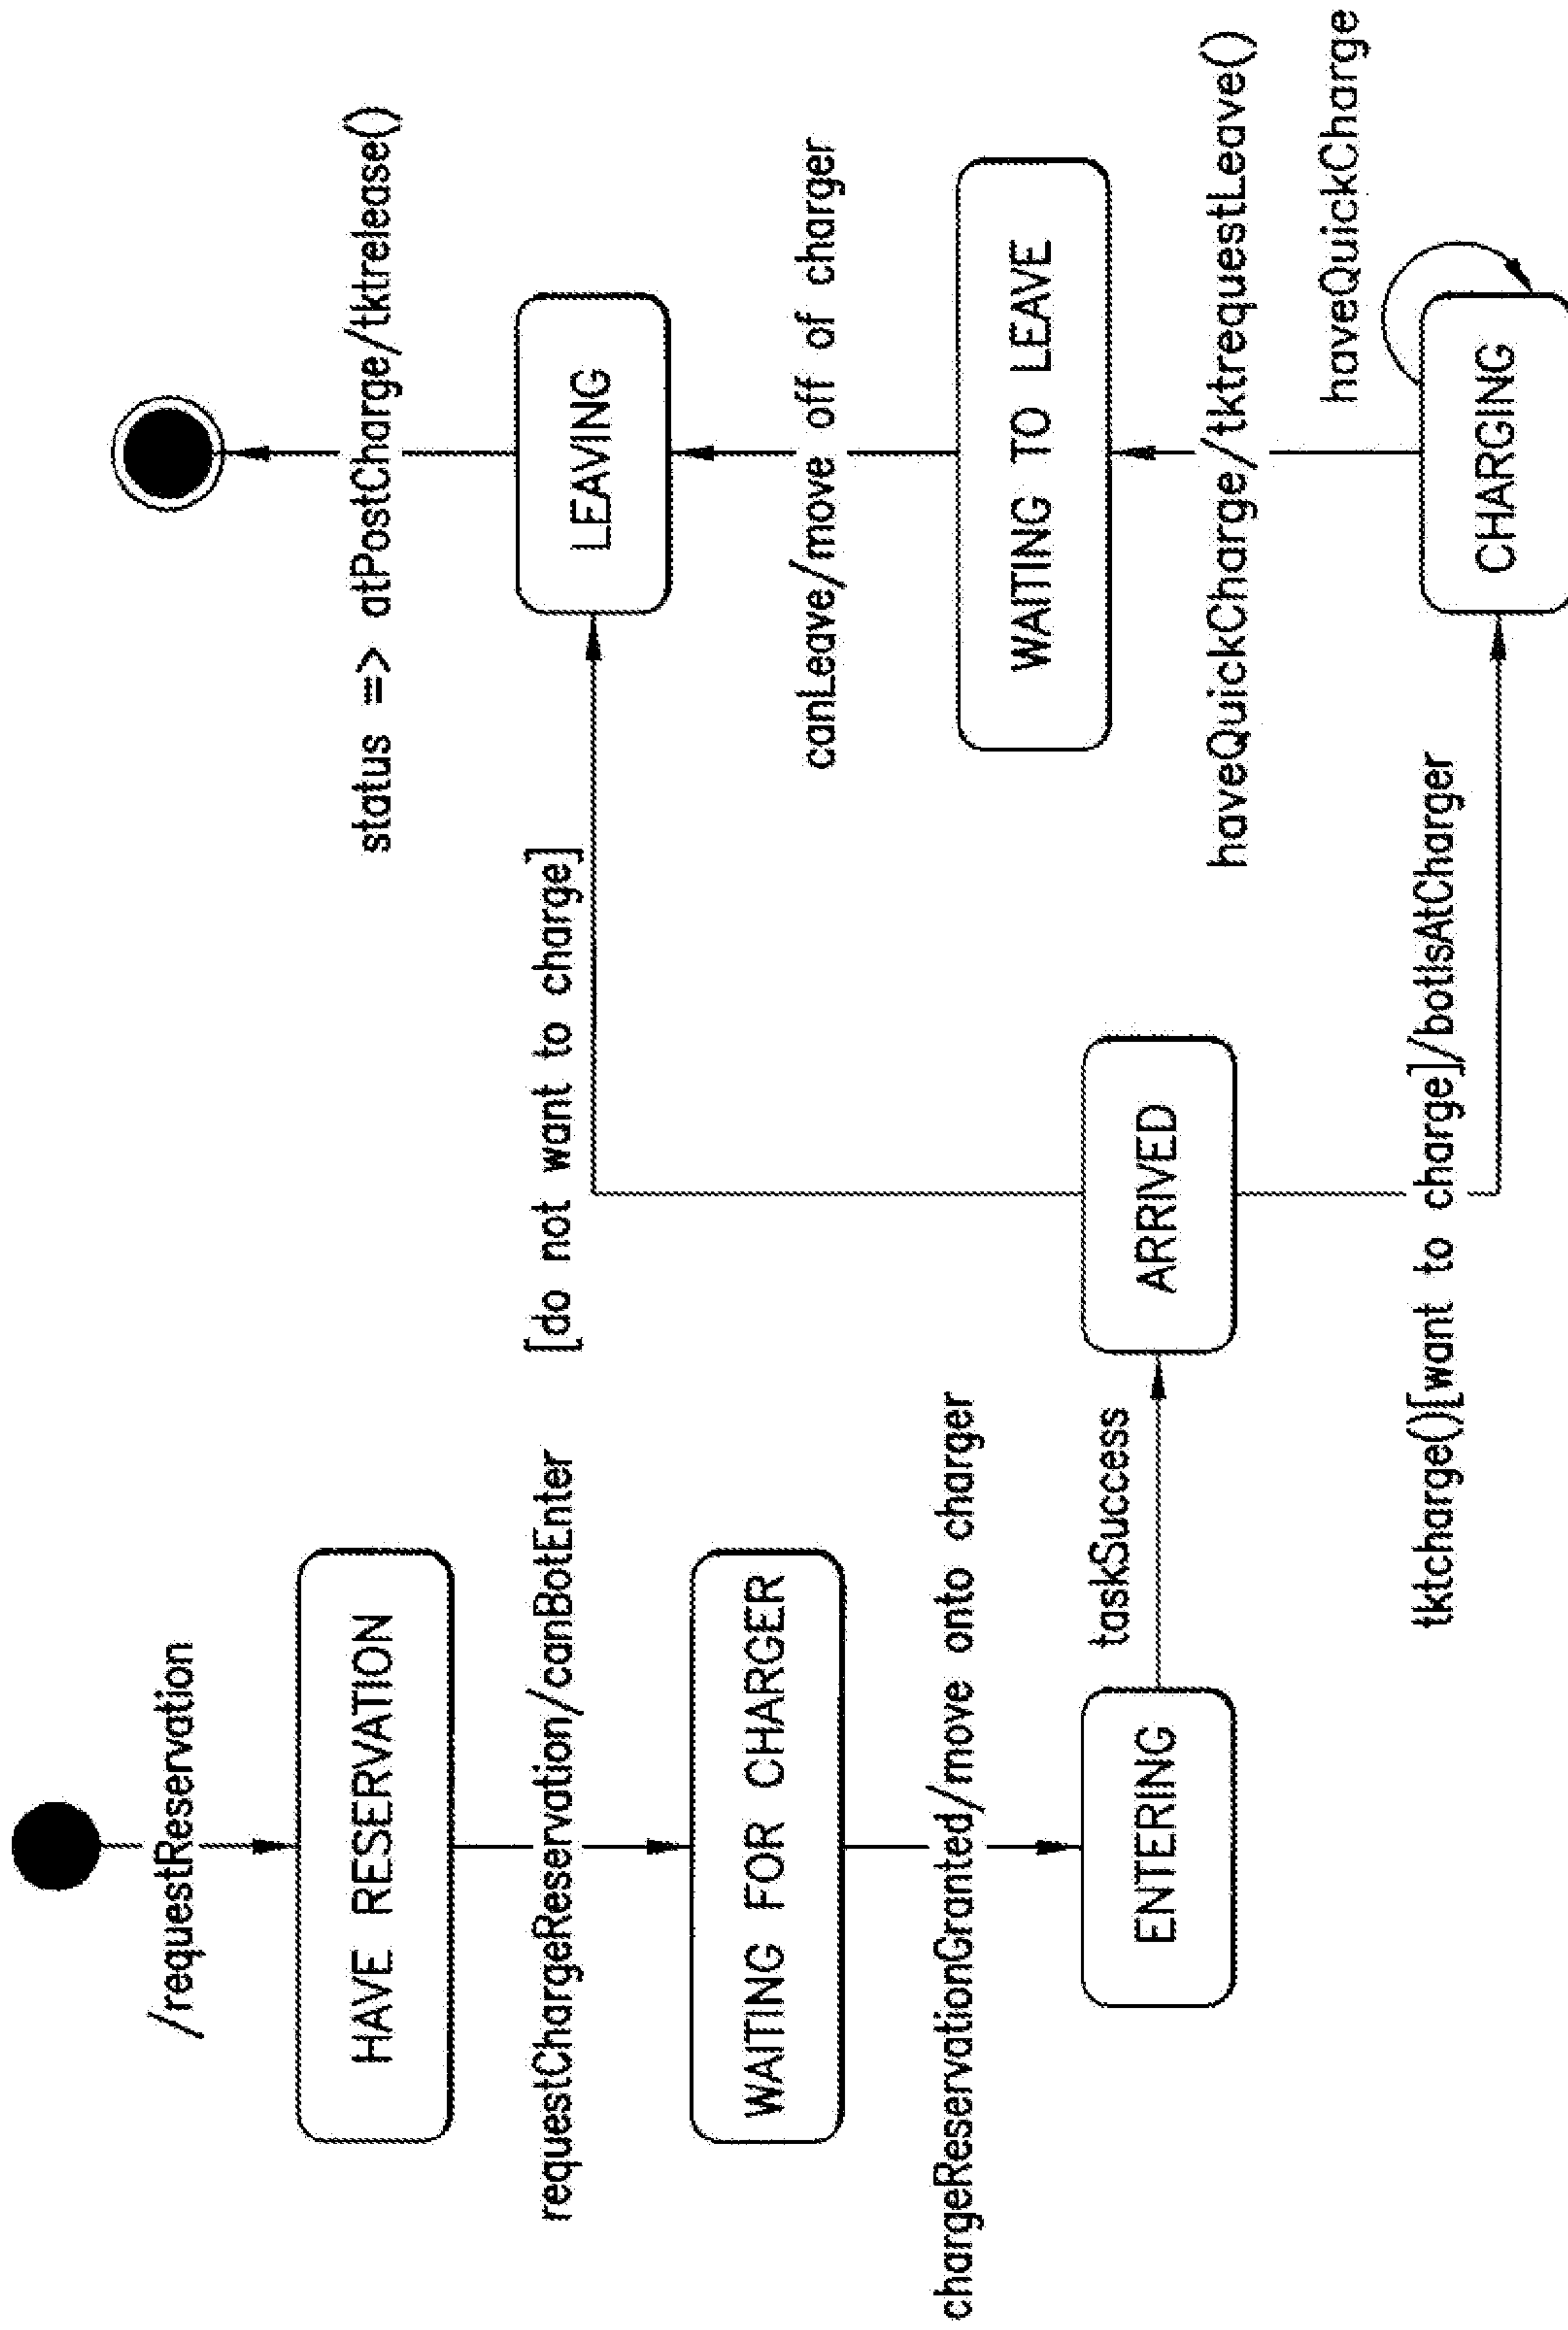 /requestReservation
HAVE RESERVATION
requestChargeReservation/canBotEnter
WAITING FOR CHARGER
chargeReservationGranted/move onto charger
ENTERING
taskSuccess
ARRIVED
[do not want to charge]
tktcharge()[want to charge]/botIsAtCharger
status => atPostCharge/tktrelease()
LEAVING
canLeave/move off of charger
WAITING TO LEAVE
haveQuickCharge/tktrequestLeave()
haveQuickCharge
CHARGING